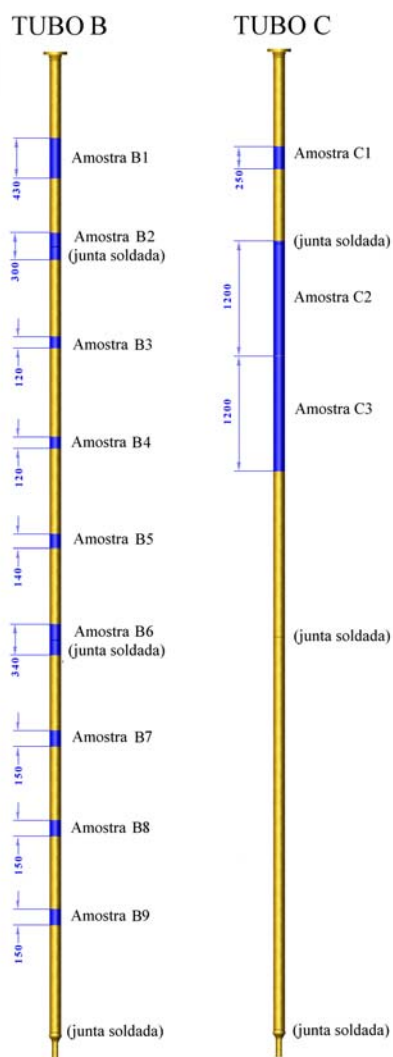 TUBO B
430
Amostra B1
300
Amostra B2
(junta soldada)
120
Amostra B3
120
Amostra B4
140
Amostra B5
340
Amostra B6
(junta soldada)
150
Amostra B7
150
Amostra B8
150
Amostra B9
(junta soldada)
TUBO C
250
Amostra C1
(junta soldada)
1200
Amostra C2
1200
Amostra C3
(junta soldada)
(junta soldada)